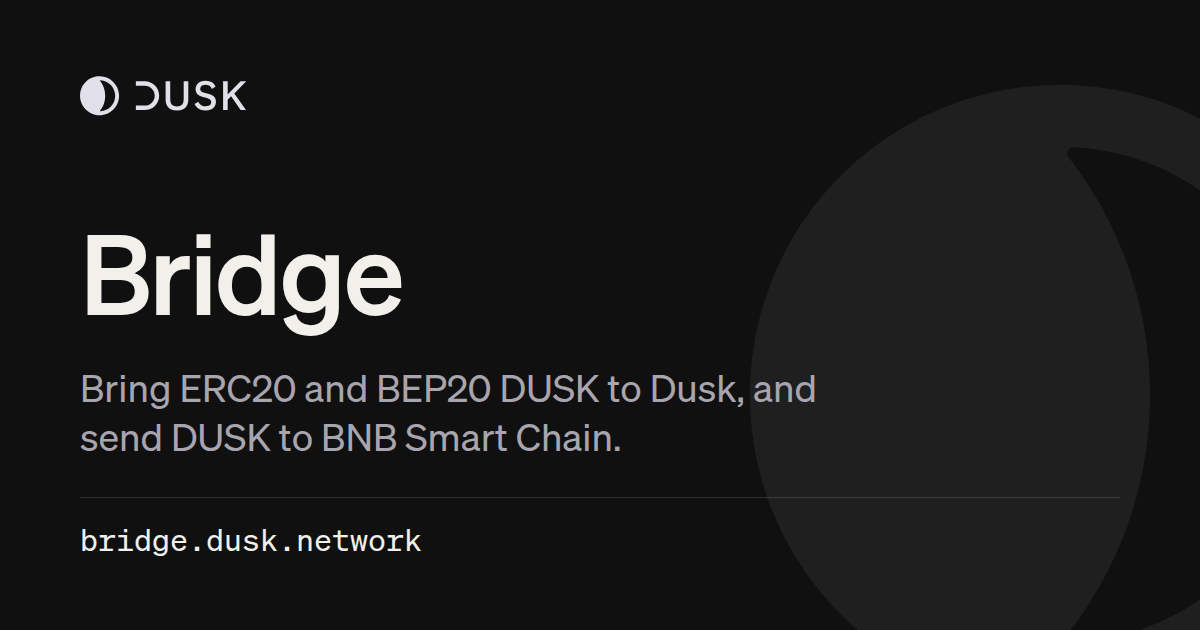 DUSK
Bridge
Bring ERC20 and BEP20 DUSK to Dusk, and
send DUSK to BNB Smart Chain.
bridge.dusk.network